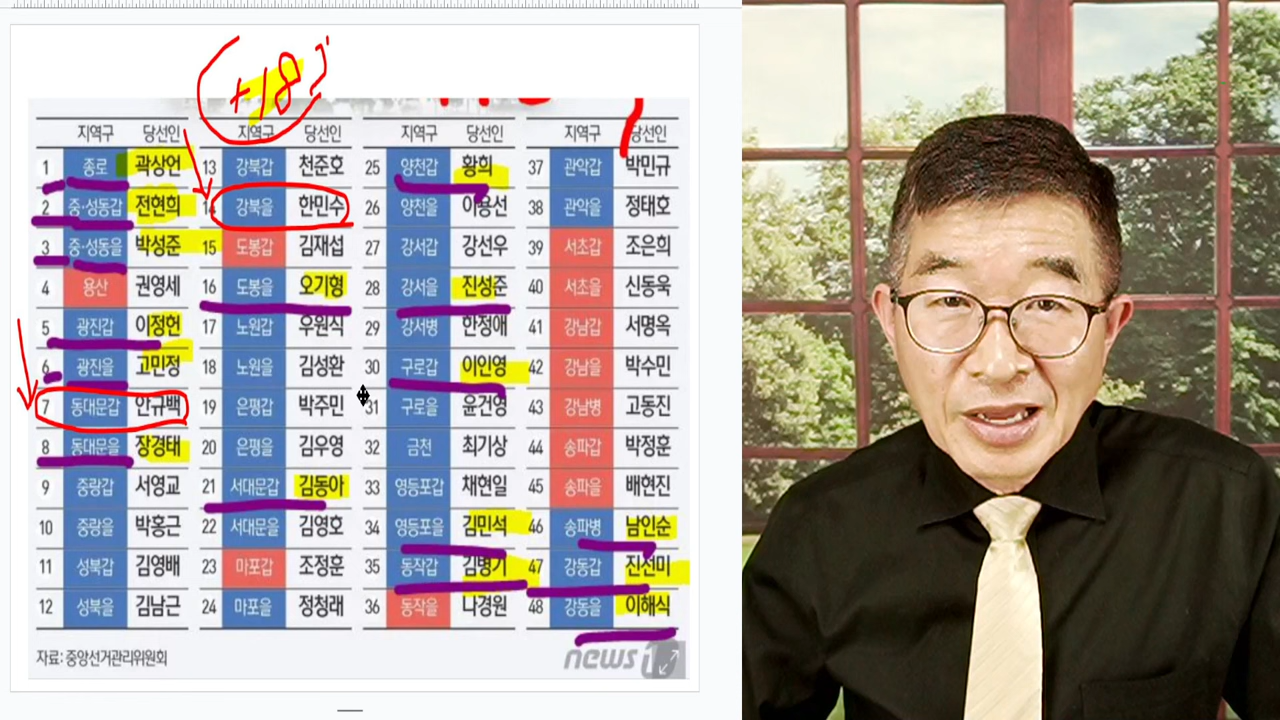 +18개
지역구 당선인 지역구 당선인 지역구 당선인 지역구 당선인
1 종로 곽상언 13 강북갑 천준호 25 양천갑 황희 37 관악갑 박민규
2 중·성동갑 전현희 14 강북을 한민수 26 양천을 이용선 38 관악을 정태호
3 중·성동을 박성준 15 도봉갑 김재섭 27 강서갑 강선우 39 서초갑 조은희
4 용산 권영세 16 도봉을 오기형 28 강서을 진성준 40 서초을 신동욱
5 광진갑 이정헌 17 노원갑 우원식 29 강서병 한정애 41 강남갑 서명옥
6 광진을 고민정 18 노원을 김성환 30 구로갑 이인영 42 강남을 박수민
7 동대문갑 안규백 19 은평갑 박주민 31 구로을 윤건영 43 강남병 고동진
8 동대문을 장경태 20 은평을 김우영 32 금천 최기상 44 송파갑 박정훈
9 중랑갑 서영교 21 서대문갑 김동아 33 영등포갑 채현일 45 송파을 배현진
10 중랑을 박홍근 22 서대문을 김영호 34 영등포을 김민석 46 송파병 남인순
11 성북갑 김영배 23 마포갑 조정훈 35 동작갑 김병기 47 강동갑 진선미
12 성북을 김남근 24 마포을 정청래 36 동작을 나경원 48 강동을 이해식
자료: 중앙선거관리위원회
news1